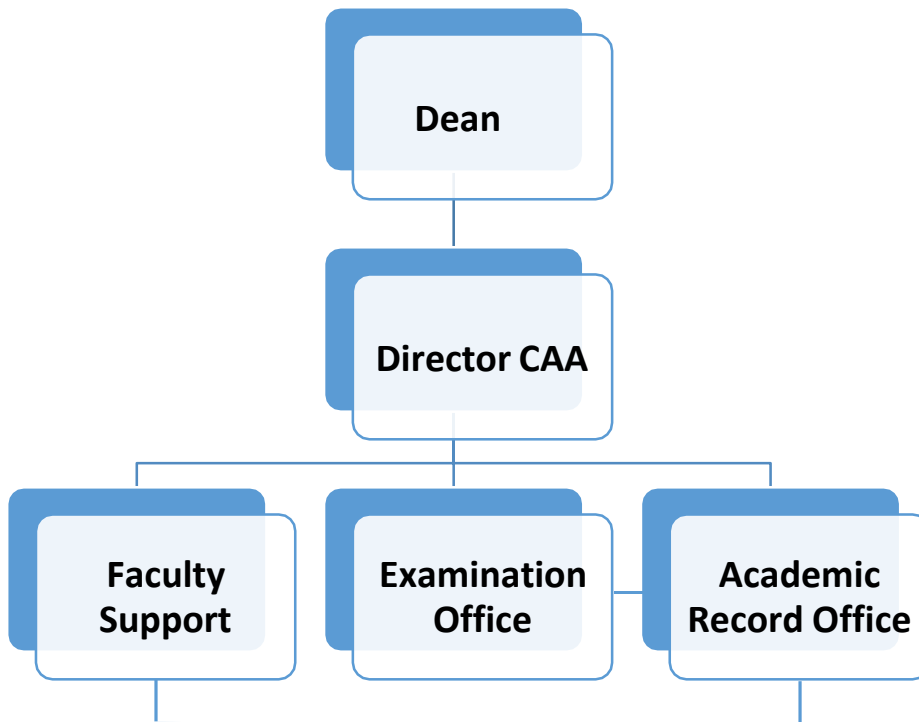 Dean
Director CAA
Faculty
Support
Examination
Office
Academic
Record Office